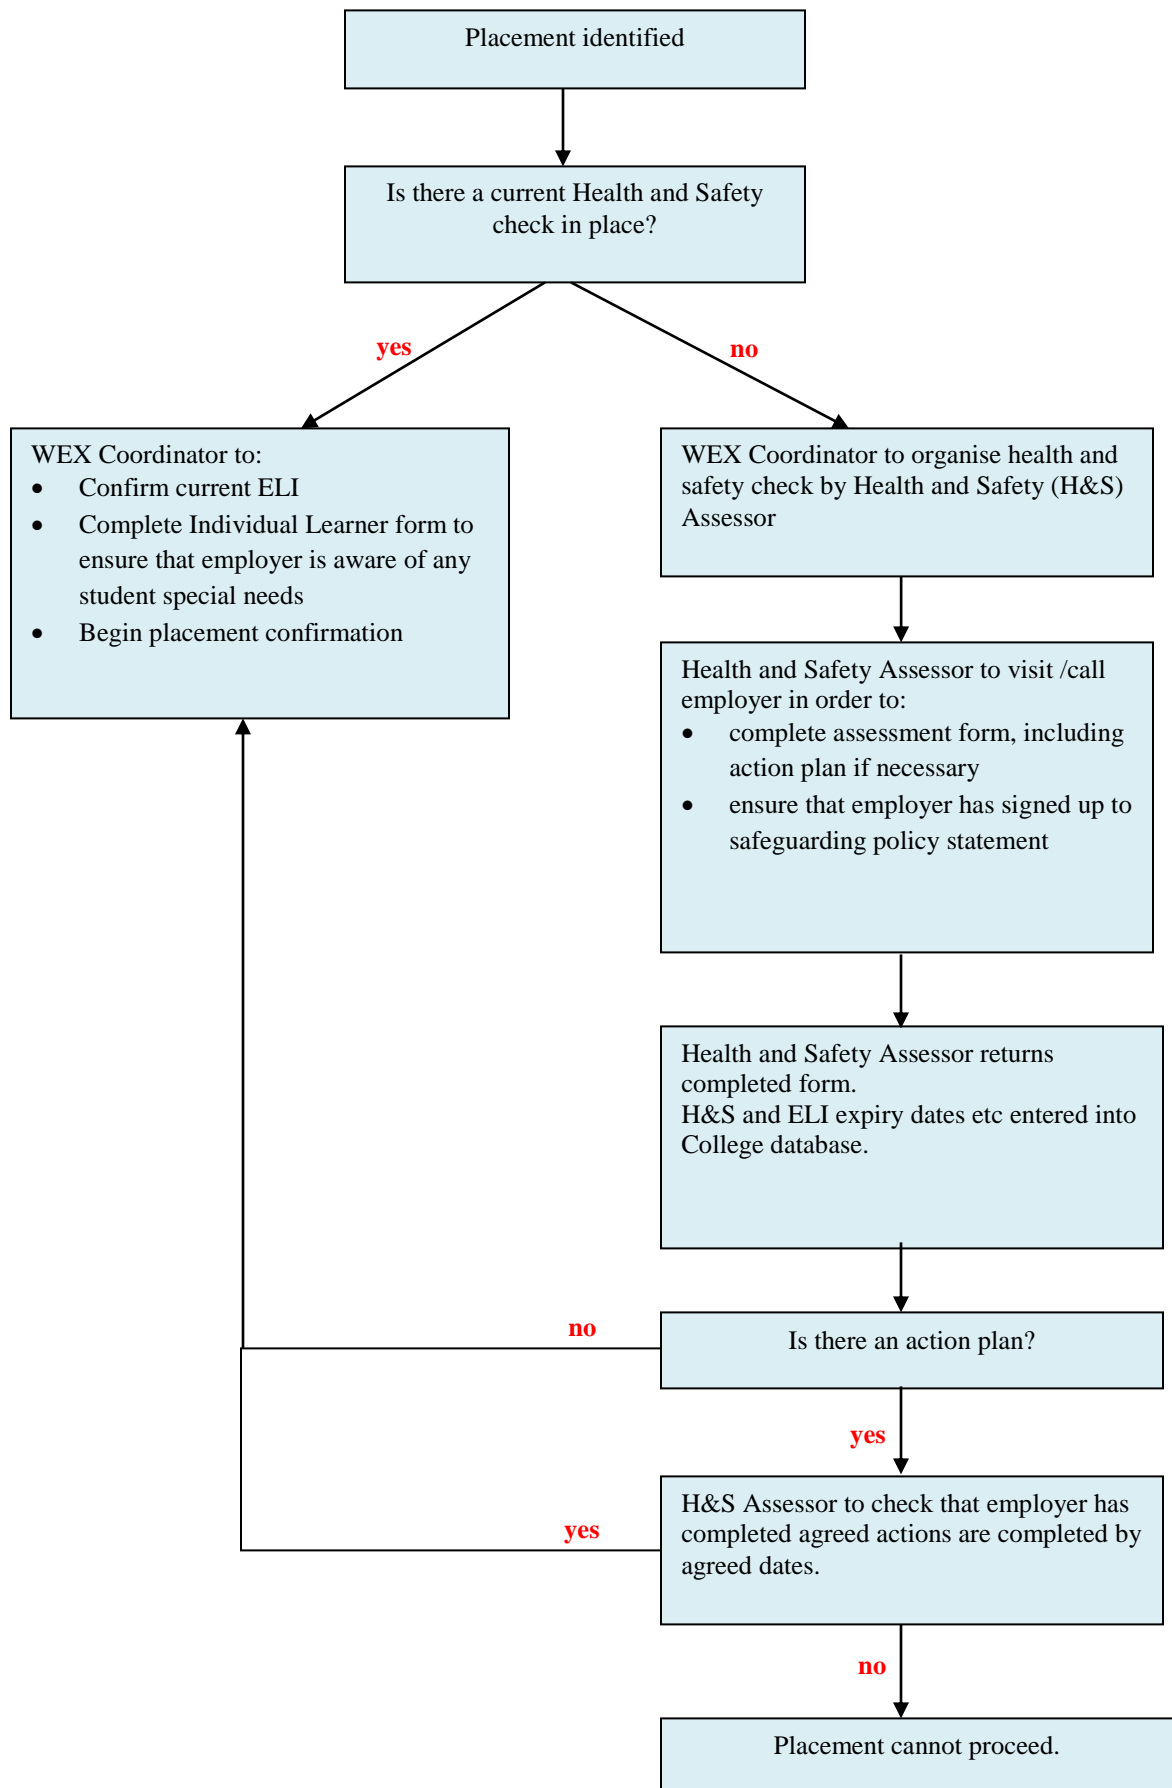 Placement identified
Is there a current Health and Safety
check in place?
yes
no
WEX Coordinator to:
• Confirm current ELI
• Complete Individual Learner form to
ensure that employer is aware of any
student special needs
• Begin placement confirmation
WEX Coordinator to organise health and
safety check by Health and Safety (H&S)
Assessor
Health and Safety Assessor to visit /call
employer in order to:
• complete assessment form, including
action plan if necessary
• ensure that employer has signed up to
safeguarding policy statement
Health and Safety Assessor returns
completed form.
H&S and ELI expiry dates etc entered into
College database.
no
Is there an action plan?
yes
yes
H&S Assessor to check that employer has
completed agreed actions are completed by
agreed dates.
no
Placement cannot proceed.